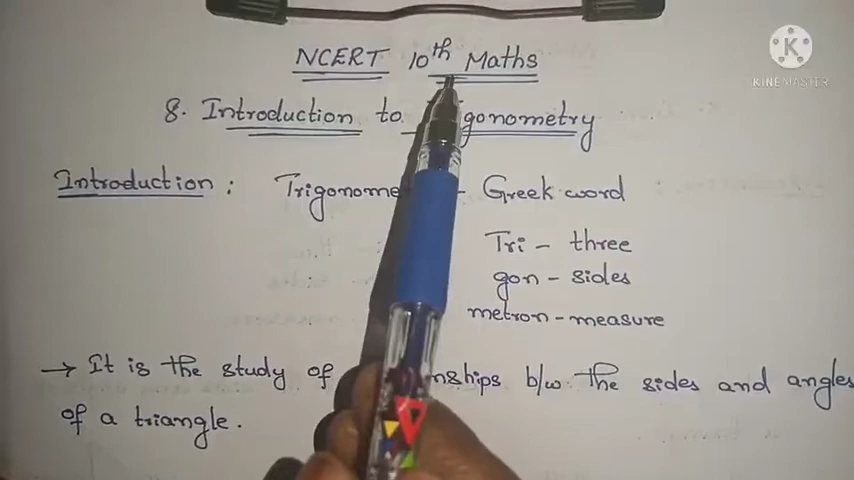 NCERT 10th Maths
K
KINEMASTER
8. Introduction to gonometry
Introduction : Trigonome - Greek word
Tri - three
gon - sides
metron - measure
→ It is the study of nships b/w the sides and angles
of a triangle.